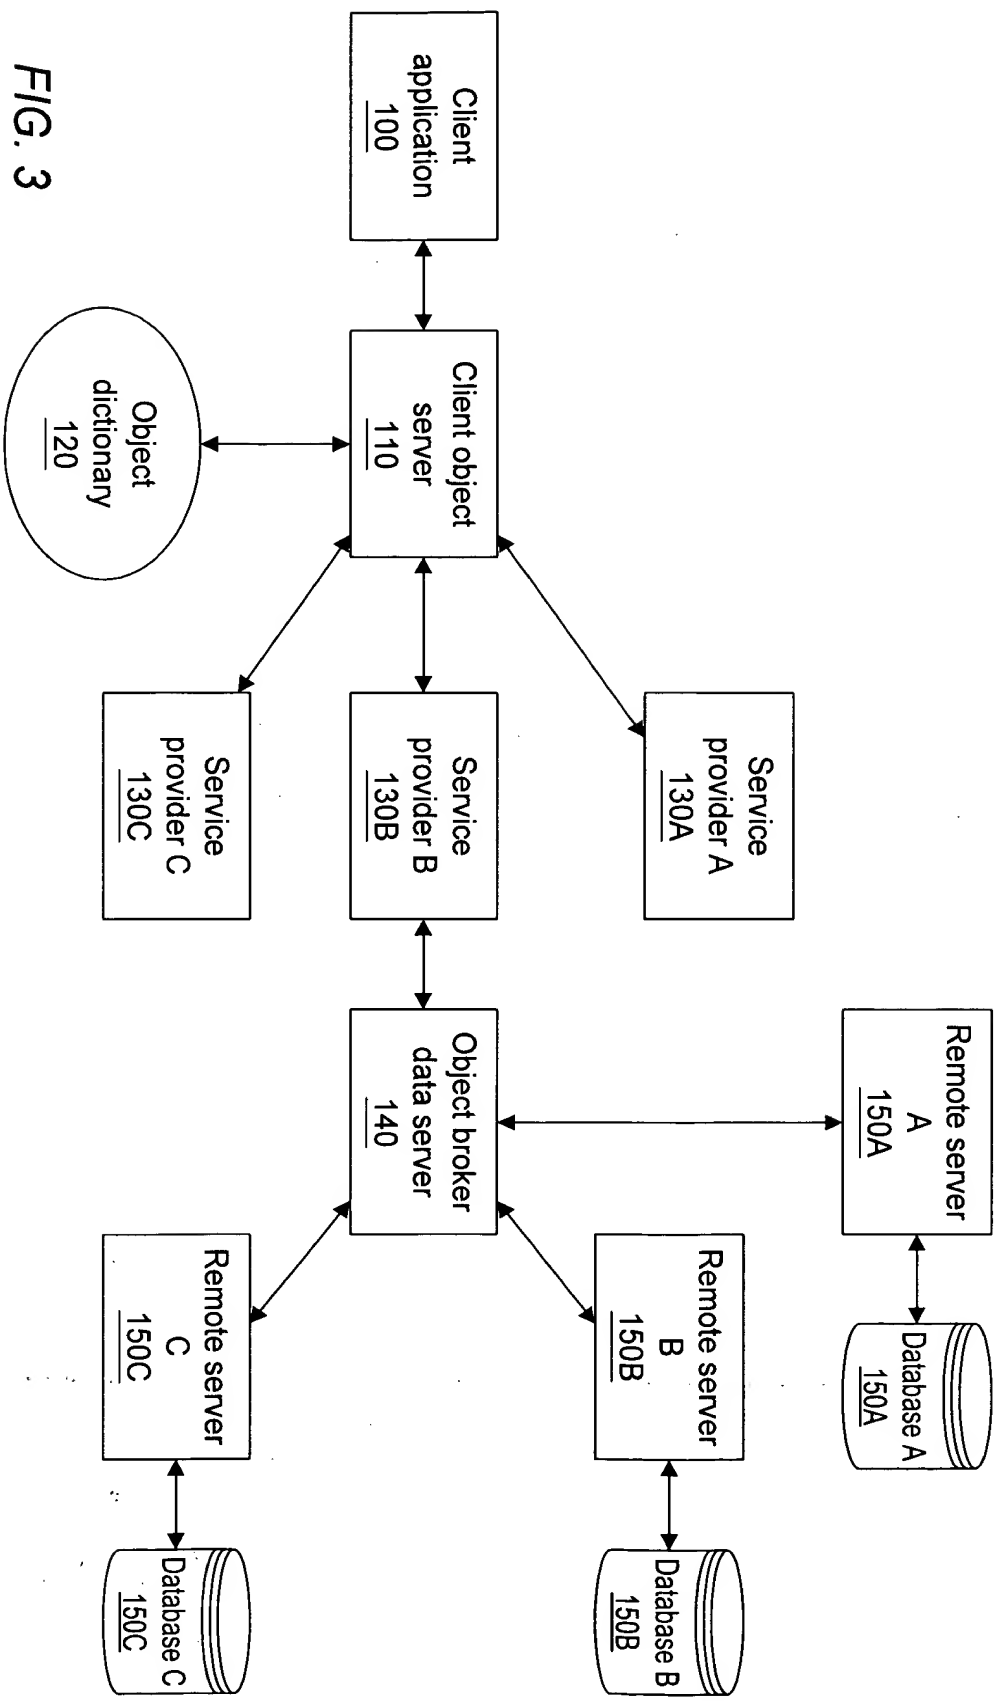 Client
application
100
Client object
server
110
Object
dictionary
120
Service
provider A
130A
Service
provider B
130B
Service
provider C
130C
Object broker
data server
140
Remote server
A
150A
Database A
150A
Remote server
B
150B
Database B
150B
Remote server
C
150C
Database C
150C
FIG. 3